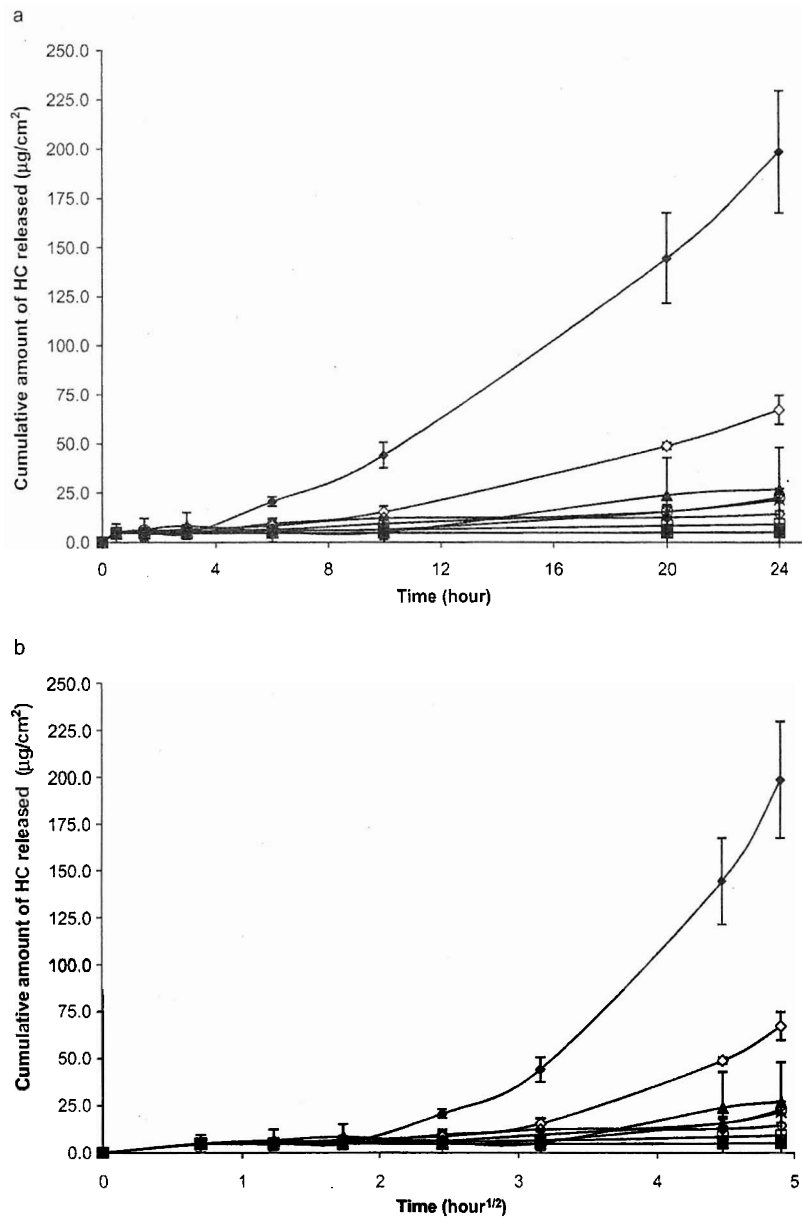 a
Cumulative amount of HC released (µg/cm²)
250.0
225.0
200.0
175.0
150.0
125.0
100.0
75.0
50.0
25.0
0.0
0 4 8 12 16 20 24
Time (hour)
b
Cumulative amount of HC released (µg/cm²)
250.0
225.0
200.0
175.0
150.0
125.0
100.0
75.0
50.0
25.0
0.0
0 1 2 3 4 5
Time (hour¹/²)